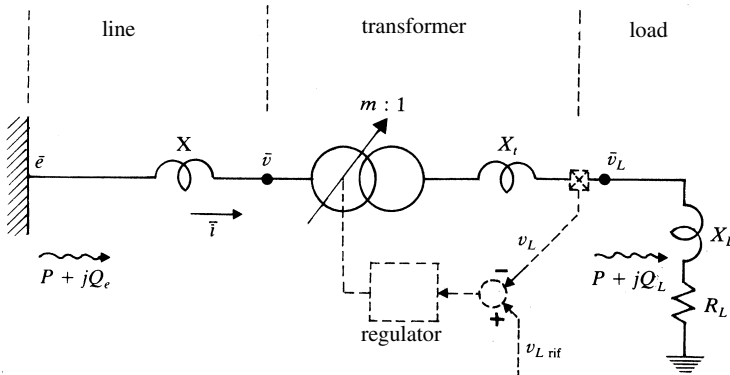 line
transformer
load
m : 1
ē
X
v̄
X_t
v̄_L
ī
v_L
X_L
P + jQ_e
P + jQ_L
R_L
regulator
−
+
v_L rif